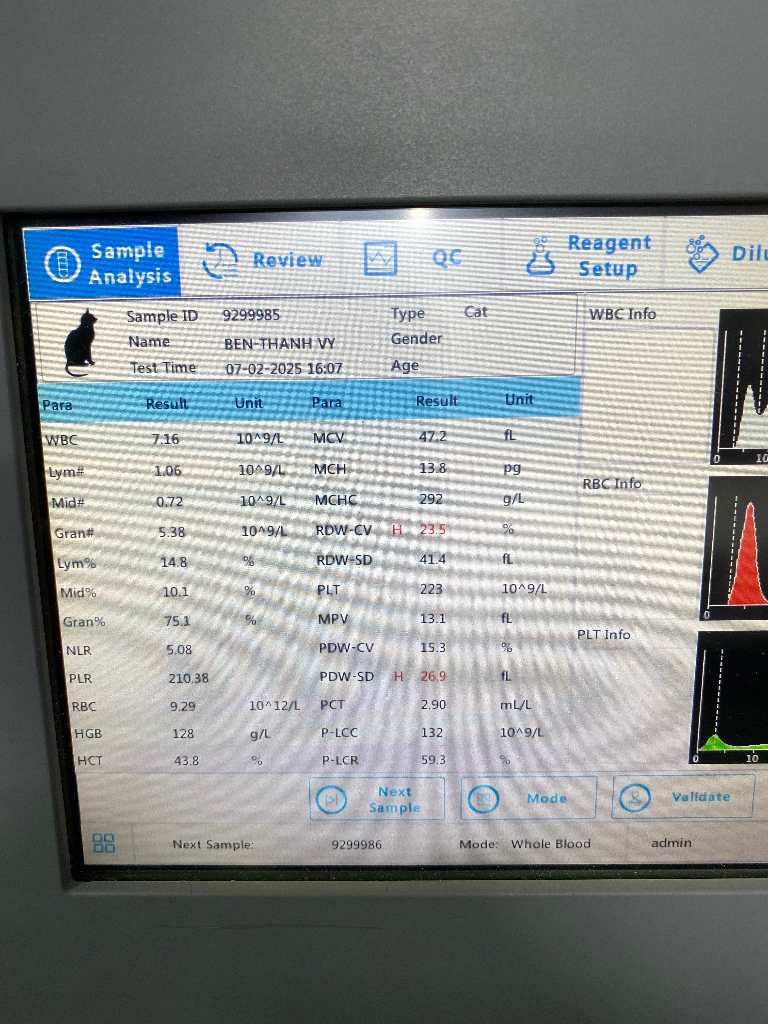 Sample Analysis Review QC Reagent Setup
Sample ID 9299985 Type Cat WBC Info
Name BEN-THANH VY Gender
Test Time 07-02-2025 16:07 Age
Para Result Unit Para Result Unit
WBC 7.16 10^9/L MCV 47.2 fL
Lym# 1.06 10^9/L MCH 13.8 pg
0 10
Mid# 0.72 10^9/L MCHC 292 g/L RBC Info
Gran# 5.38 10^9/L RDW-CV H 23.5 %
Lym% 14.8 % RDW-SD 41.4 fL
Mid% 10.1 % PLT 223 10^9/L
0
Gran% 75.1 % MPV 13.1 fL PLT Info
NLR 5.08 PDW-CV 15.3 %
PLR 210.38 PDW-SD H 26.9 fL
RBC 9.29 10^12/L PCT 2.90 mL/L
HGB 128 g/L P-LCC 132 10^9/L
HCT 43.8 % P-LCR 59.3 %
0 10
Next Sample Mode Validate
Next Sample: 9299986 Mode: Whole Blood admin